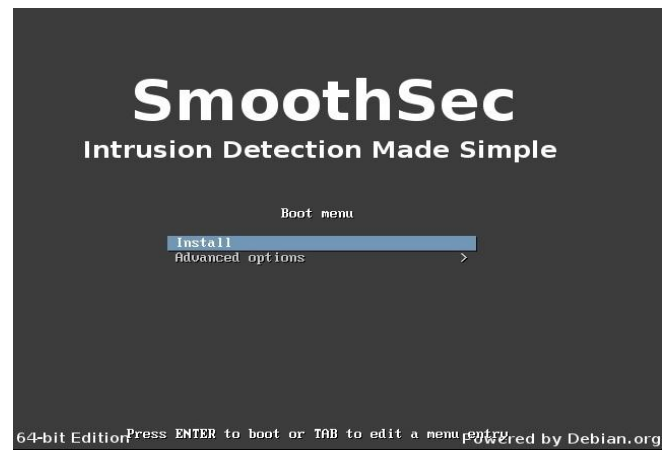 SmoothSec
Intrusion Detection Made Simple
Boot menu
Install
Advanced options >
64-bit Edition
Press ENTER to boot or TAB to edit a menu entry
Powered by Debian.org